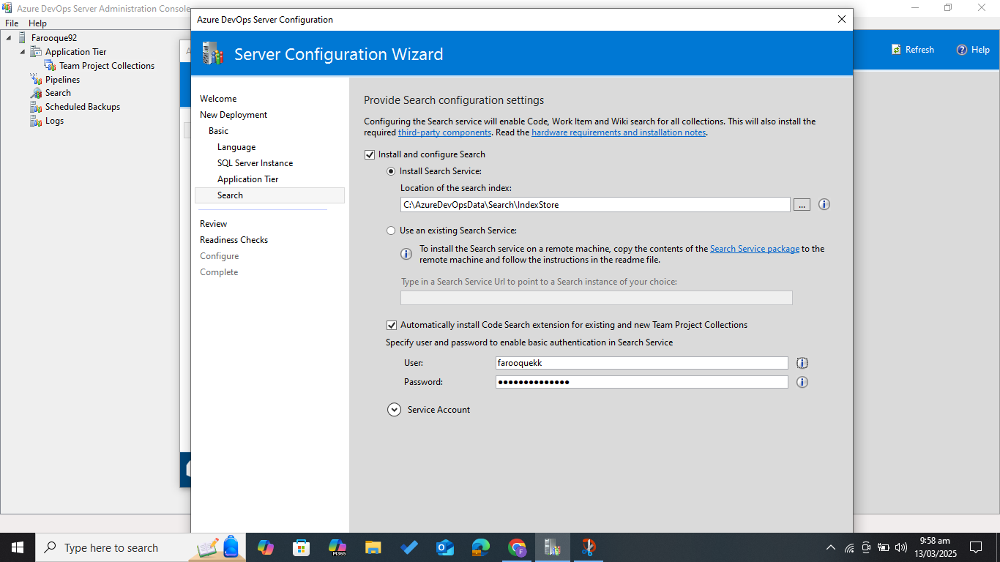 Azure DevOps Server Administration Console
File Help
Farooque92
Application Tier
Team Project Collections
Pipelines
Search
Scheduled Backups
Logs
Refresh
Help
Azure DevOps Server Configuration
Server Configuration Wizard
Welcome
New Deployment
Basic
Language
SQL Server Instance
Application Tier
Search
Review
Readiness Checks
Configure
Complete
Provide Search configuration settings
Configuring the Search service will enable Code, Work Item and Wiki search for all collections. This will also install the
required third-party components. Read the hardware requirements and installation notes.
Install and configure Search
Install Search Service:
Location of the search index:
C:\AzureDevOpsData\Search\IndexStore
...
Use an existing Search Service:
To install the Search service on a remote machine, copy the contents of the Search Service package to the
remote machine and follow the instructions in the readme file.
Type in a Search Service Url to point to a Search instance of your choice:
Automatically install Code Search extension for existing and new Team Project Collections
Specify user and password to enable basic authentication in Search Service
User: farooquekk
Password: ●●●●●●●●●●●●●●
Service Account
Type here to search
M365
F
9:58 am
13/03/2025